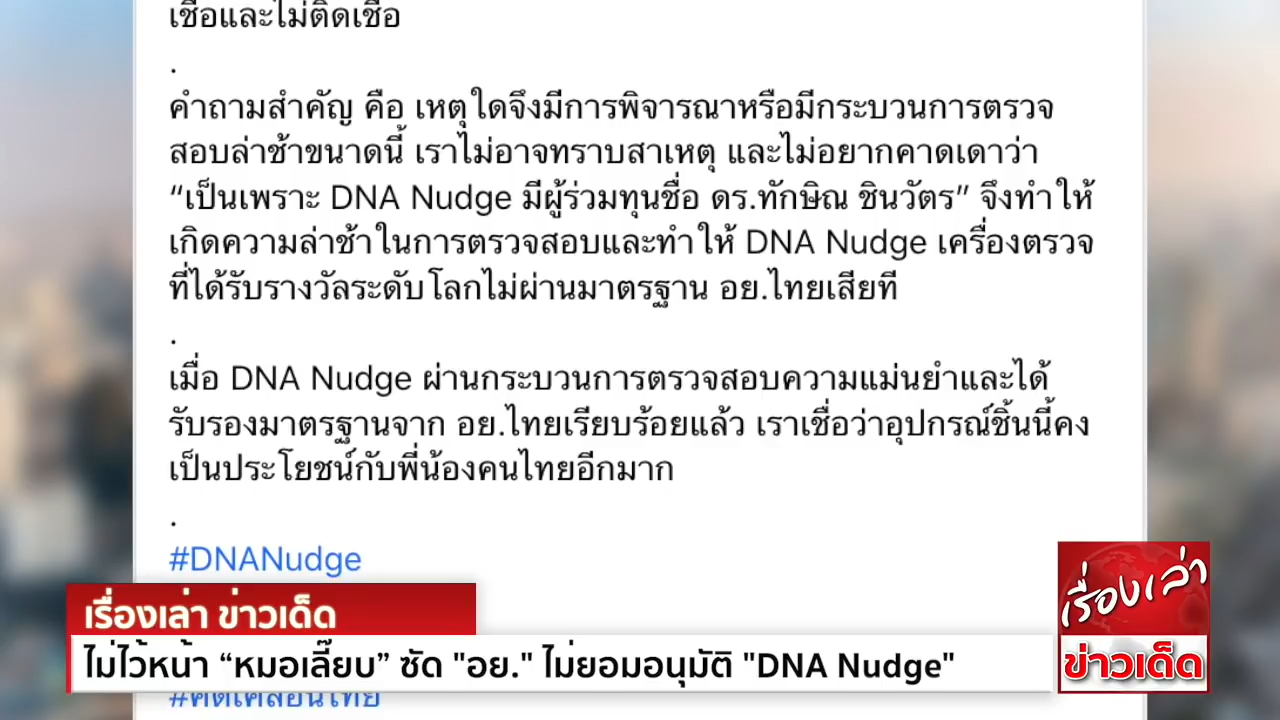 เชื้อและไม่ติดเชื้อ
.
คำถามสำคัญ คือ เหตุใดจึงมีการพิจารณาหรือมีกระบวนการตรวจ
สอบล่าช้าขนาดนี้ เราไม่อาจทราบสาเหตุ และไม่อยากคาดเดาว่า
“เป็นเพราะ DNA Nudge มีผู้ร่วมทุนชื่อ ดร.ทักษิณ ชินวัตร” จึงทำให้
เกิดความล่าช้าในการตรวจสอบและทำให้ DNA Nudge เครื่องตรวจ
ที่ได้รับรางวัลระดับโลกไม่ผ่านมาตรฐาน อย.ไทยเสียที
.
เมื่อ DNA Nudge ผ่านกระบวนการตรวจสอบความแม่นยำและได้
รับรองมาตรฐานจาก อย.ไทยเรียบร้อยแล้ว เราเชื่อว่าอุปกรณ์ชิ้นนี้คง
เป็นประโยชน์กับพี่น้องคนไทยอีกมาก
.
#DNANudge
เรื่องเล่า ข่าวเด็ด
ไม่ไว้หน้า “หมอเลี๊ยบ” ซัด "อย." ไม่ยอมอนุมัติ "DNA Nudge"
#คิดเคลื่อนไทย
เรื่องเล่า
ข่าวเด็ด